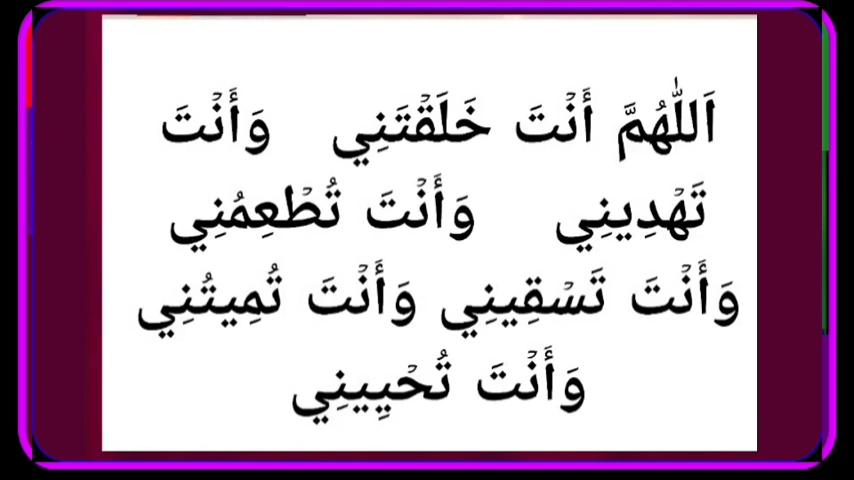 اَللّٰهُمَّ أَنْتَ خَلَقْتَنِي وَأَنْتَ
تَهْدِينِي وَأَنْتَ تُطْعِمُنِي
وَأَنْتَ تَسْقِينِي وَأَنْتَ تُمِيتُنِي
وَأَنْتَ تُحْيِينِي